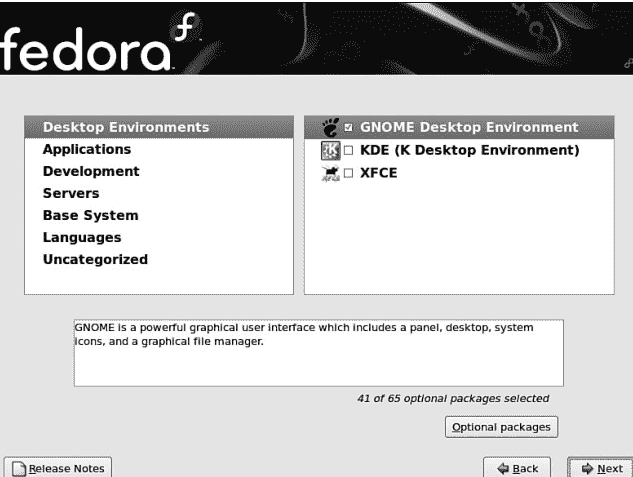 fedora
Desktop Environments
Applications
Development
Servers
Base System
Languages
Uncategorized
GNOME Desktop Environment
KDE (K Desktop Environment)
XFCE
GNOME is a powerful graphical user interface which includes a panel, desktop, system
icons, and a graphical file manager.
41 of 65 optional packages selected
Optional packages
Release Notes
Back
Next